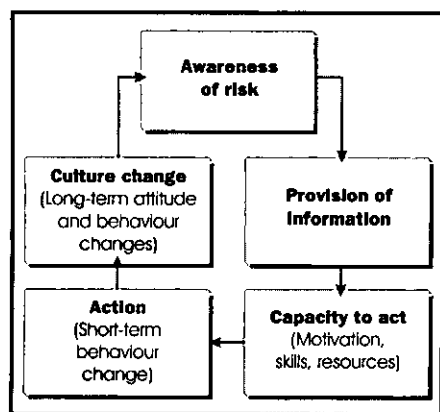 Awareness
of risk
Provision of
information
Capacity to act
(Motivation,
skills, resources)
Action
(Short-term
behaviour
change)
Culture change
(Long-term attitude
and behaviour
changes)